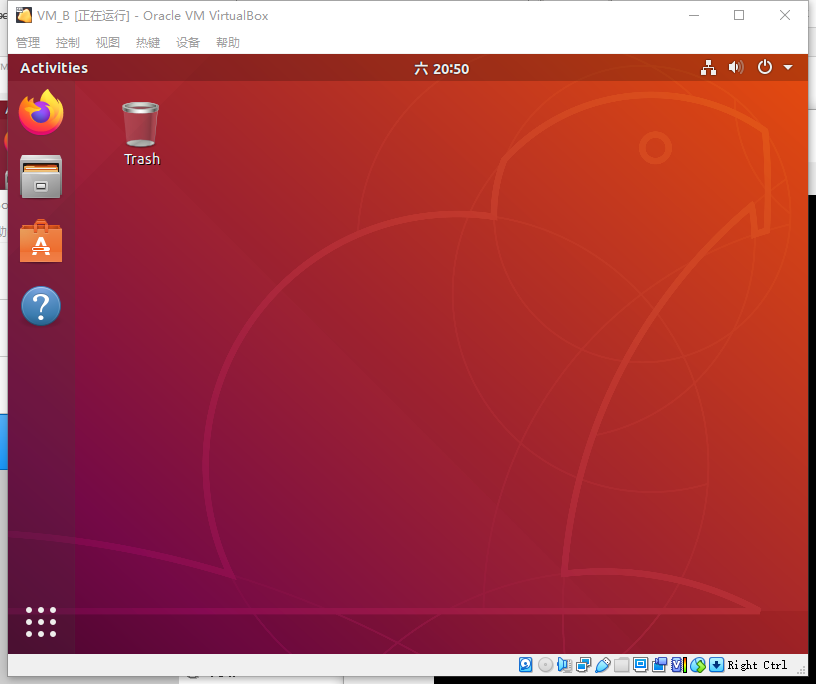 VM_B [正在运行] - Oracle VM VirtualBox
管理 控制 视图 热键 设备 帮助
Activities 六 20:50
Trash
Right Ctrl